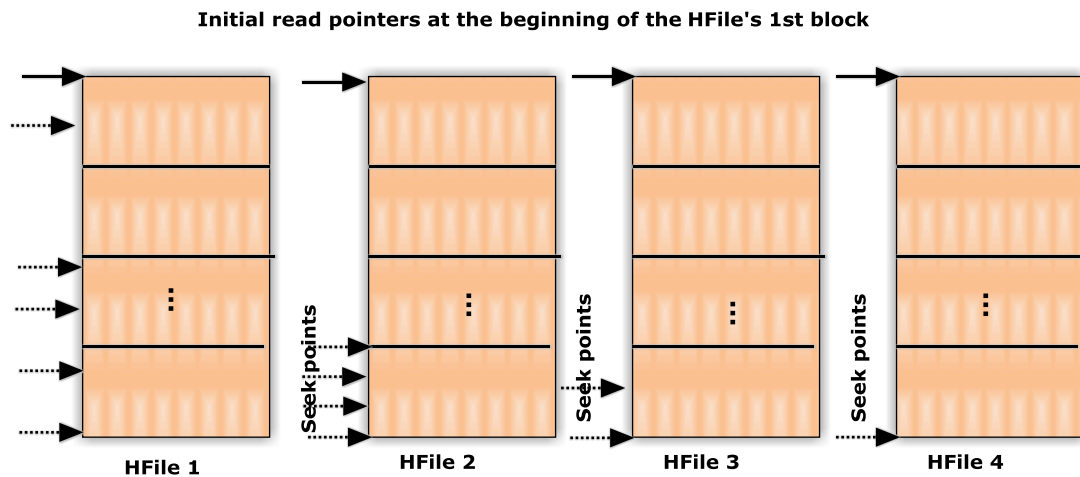 Initial read pointers at the beginning of the HFile's 1st block
Seek points
Seek points
Seek points
HFile 1
HFile 2
HFile 3
HFile 4